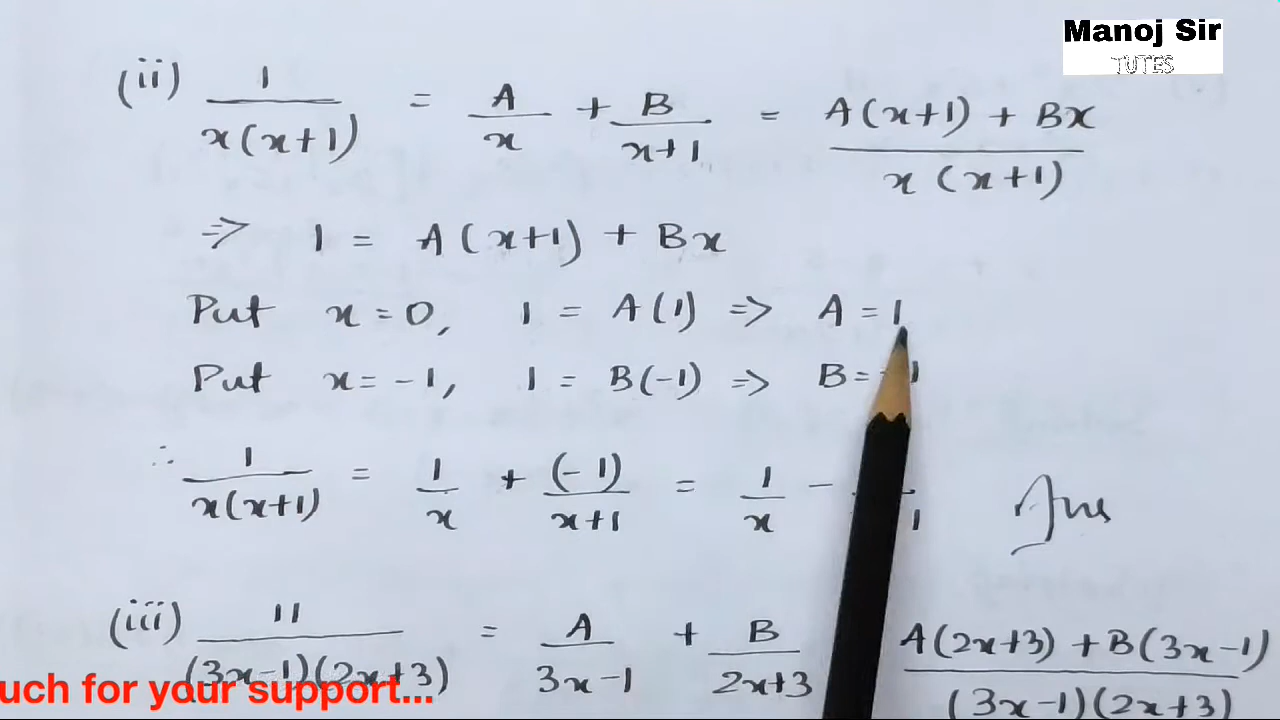 Manoj Sir
TUTES
(ii) 1/x(x+1) = A/x + B/x+1 = A(x+1) + Bx/x(x+1)
=> 1 = A(x+1) + Bx
Put x = 0, 1 = A(1) => A = 1
Put x = -1, 1 = B(-1) => B = -1
∴ 1/x(x+1) = 1/x + (-1)/x+1 = 1/x - 1 Ans
(iii) 11/(3x-1)(2x+3) = A/3x-1 + B/2x+3 A(2x+3) + B(3x-1)/(3x-1)(2x+3)
uch for your support...